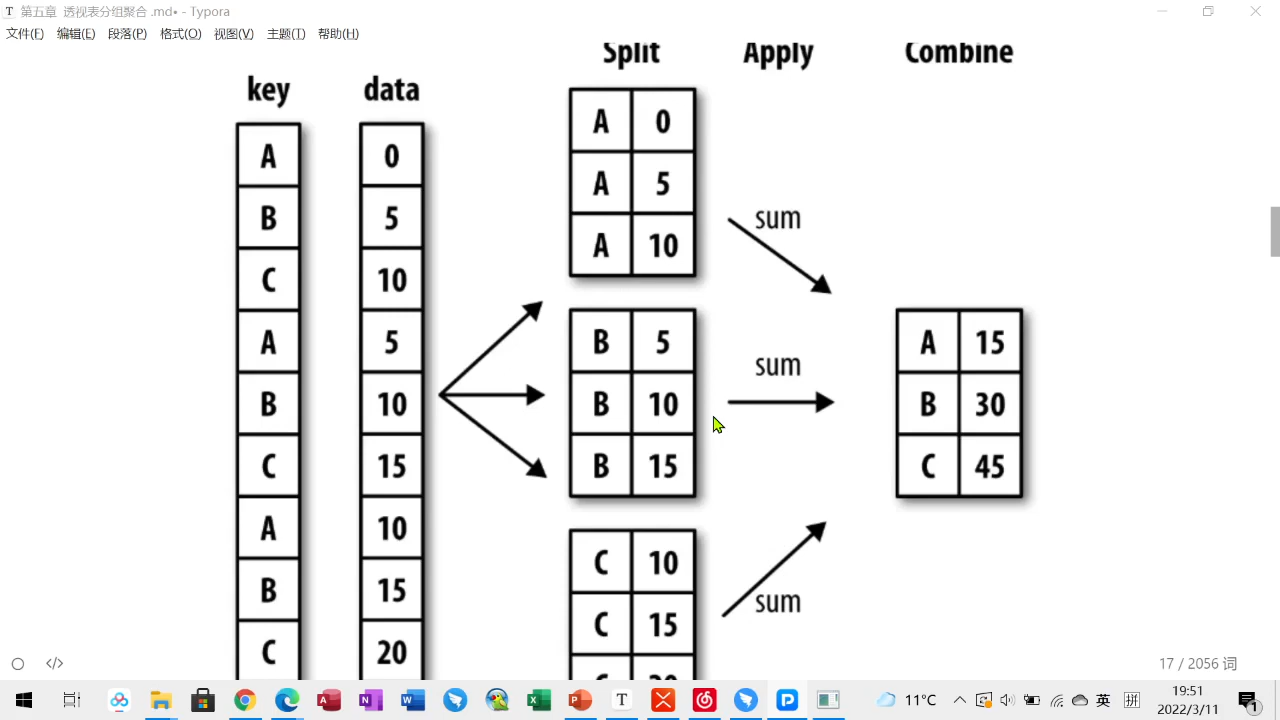 第五章 透视表分组聚合 .md• - Typora
文件(F) 编辑(E) 段落(P) 格式(O) 视图(V) 主题(T) 帮助(H)
Split Apply Combine
key data
A 0
B 5
C 10
A 5
B 10
C 15
A 10
B 15
C 20
A 0
A 5
A 10
B 5
B 10
B 15
C 10
C 15
C 20
sum
sum
sum
A 15
B 30
C 45
</> 17 / 2056 词
11°C 英 拼 19:51
2022/3/11
1